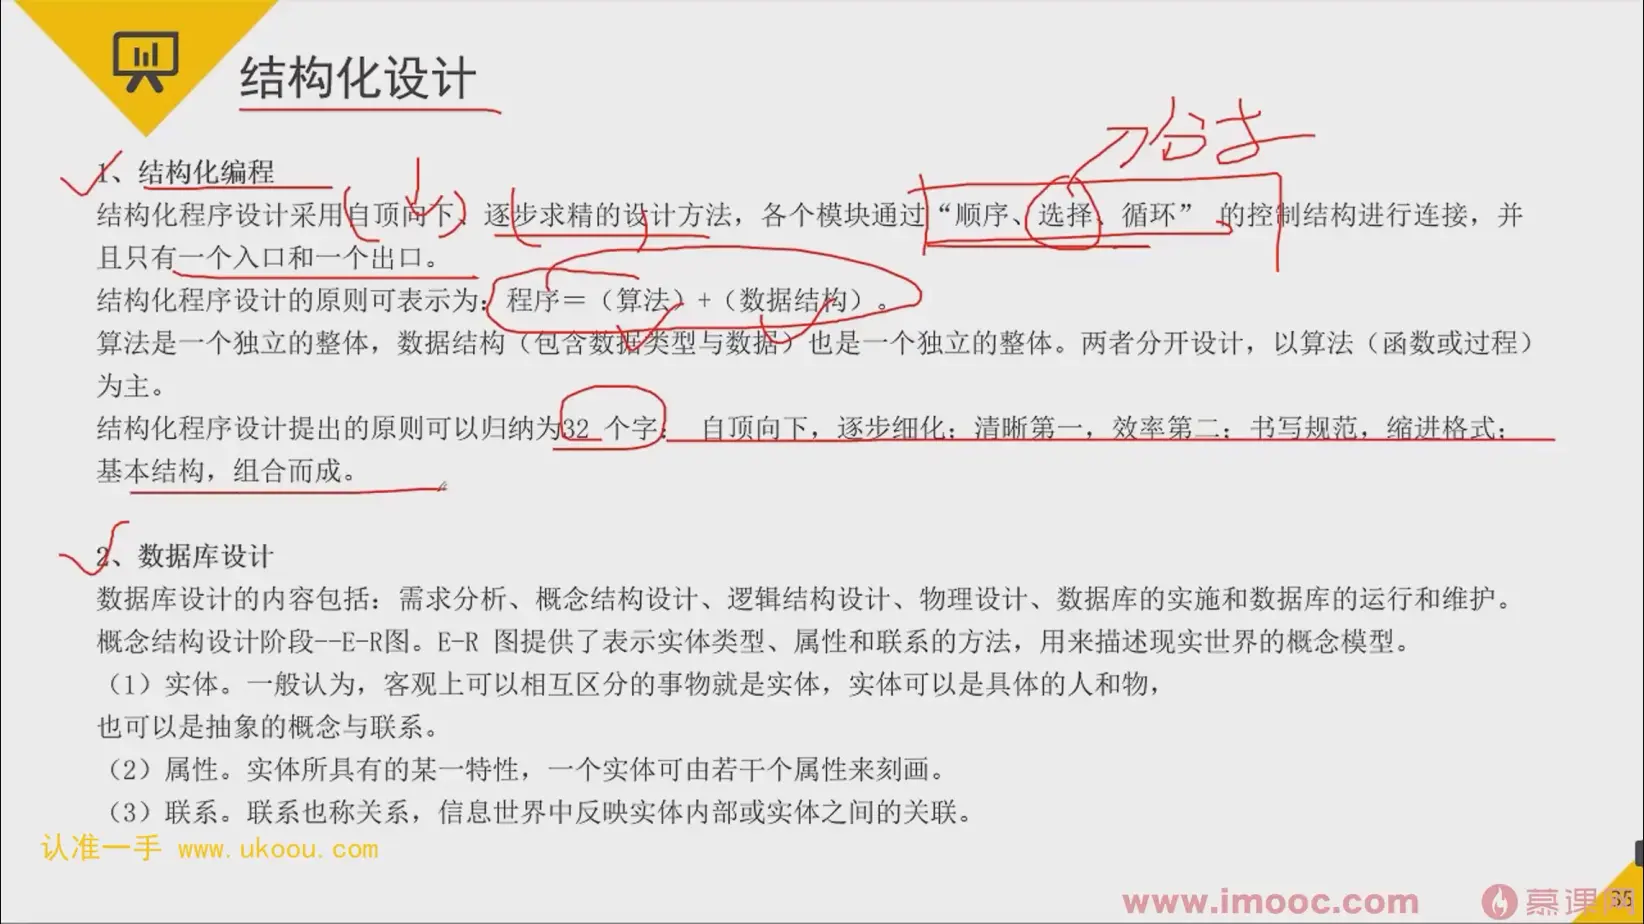 结构化设计
分支
1、结构化编程
结构化程序设计采用自顶向下、逐步求精的设计方法，各个模块通过“顺序、选择、循环”的控制结构进行连接，并
且只有一个入口和一个出口。
结构化程序设计的原则可表示为：程序＝（算法）+（数据结构）。
算法是一个独立的整体，数据结构（包含数据类型与数据）也是一个独立的整体。两者分开设计，以算法（函数或过程）
为主。
结构化程序设计提出的原则可以归纳为32 个字： 自顶向下，逐步细化；清晰第一，效率第二；书写规范，缩进格式；
基本结构，组合而成。
2、数据库设计
数据库设计的内容包括：需求分析、概念结构设计、逻辑结构设计、物理设计、数据库的实施和数据库的运行和维护。
概念结构设计阶段--E-R图。E-R 图提供了表示实体类型、属性和联系的方法，用来描述现实世界的概念模型。
（1）实体。一般认为，客观上可以相互区分的事物就是实体，实体可以是具体的人和物，
也可以是抽象的概念与联系。
（2）属性。实体所具有的某一特性，一个实体可由若干个属性来刻画。
（3）联系。联系也称关系，信息世界中反映实体内部或实体之间的关联。
认准一手 www.ukoou.com
www.imooc.com 慕课网